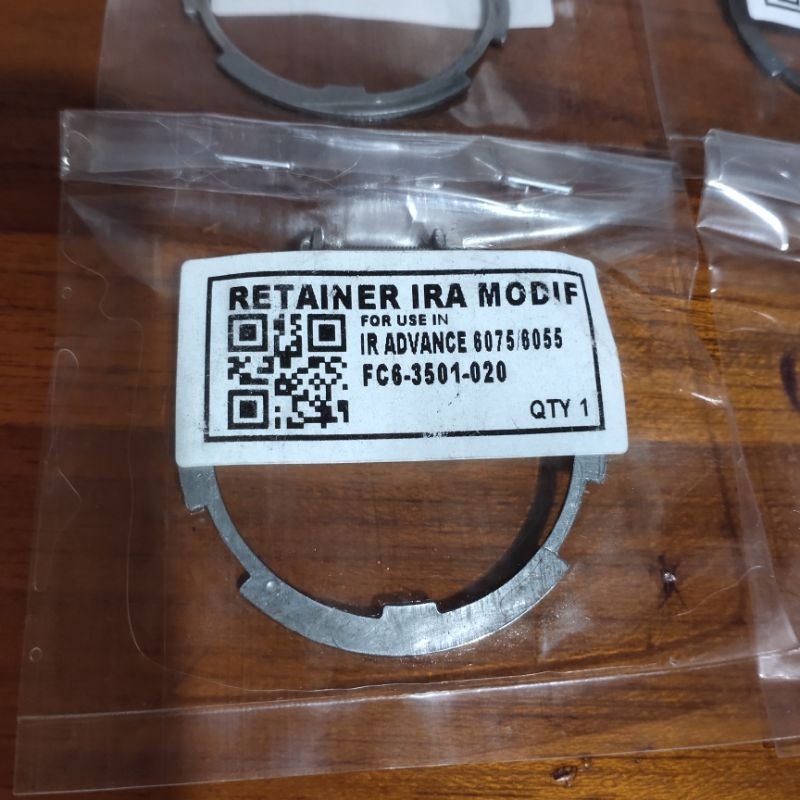 RETAINER IRA MODIF
FOR USE IN
IR ADVANCE 6075/6055
FC6-3501-020
QTY 1